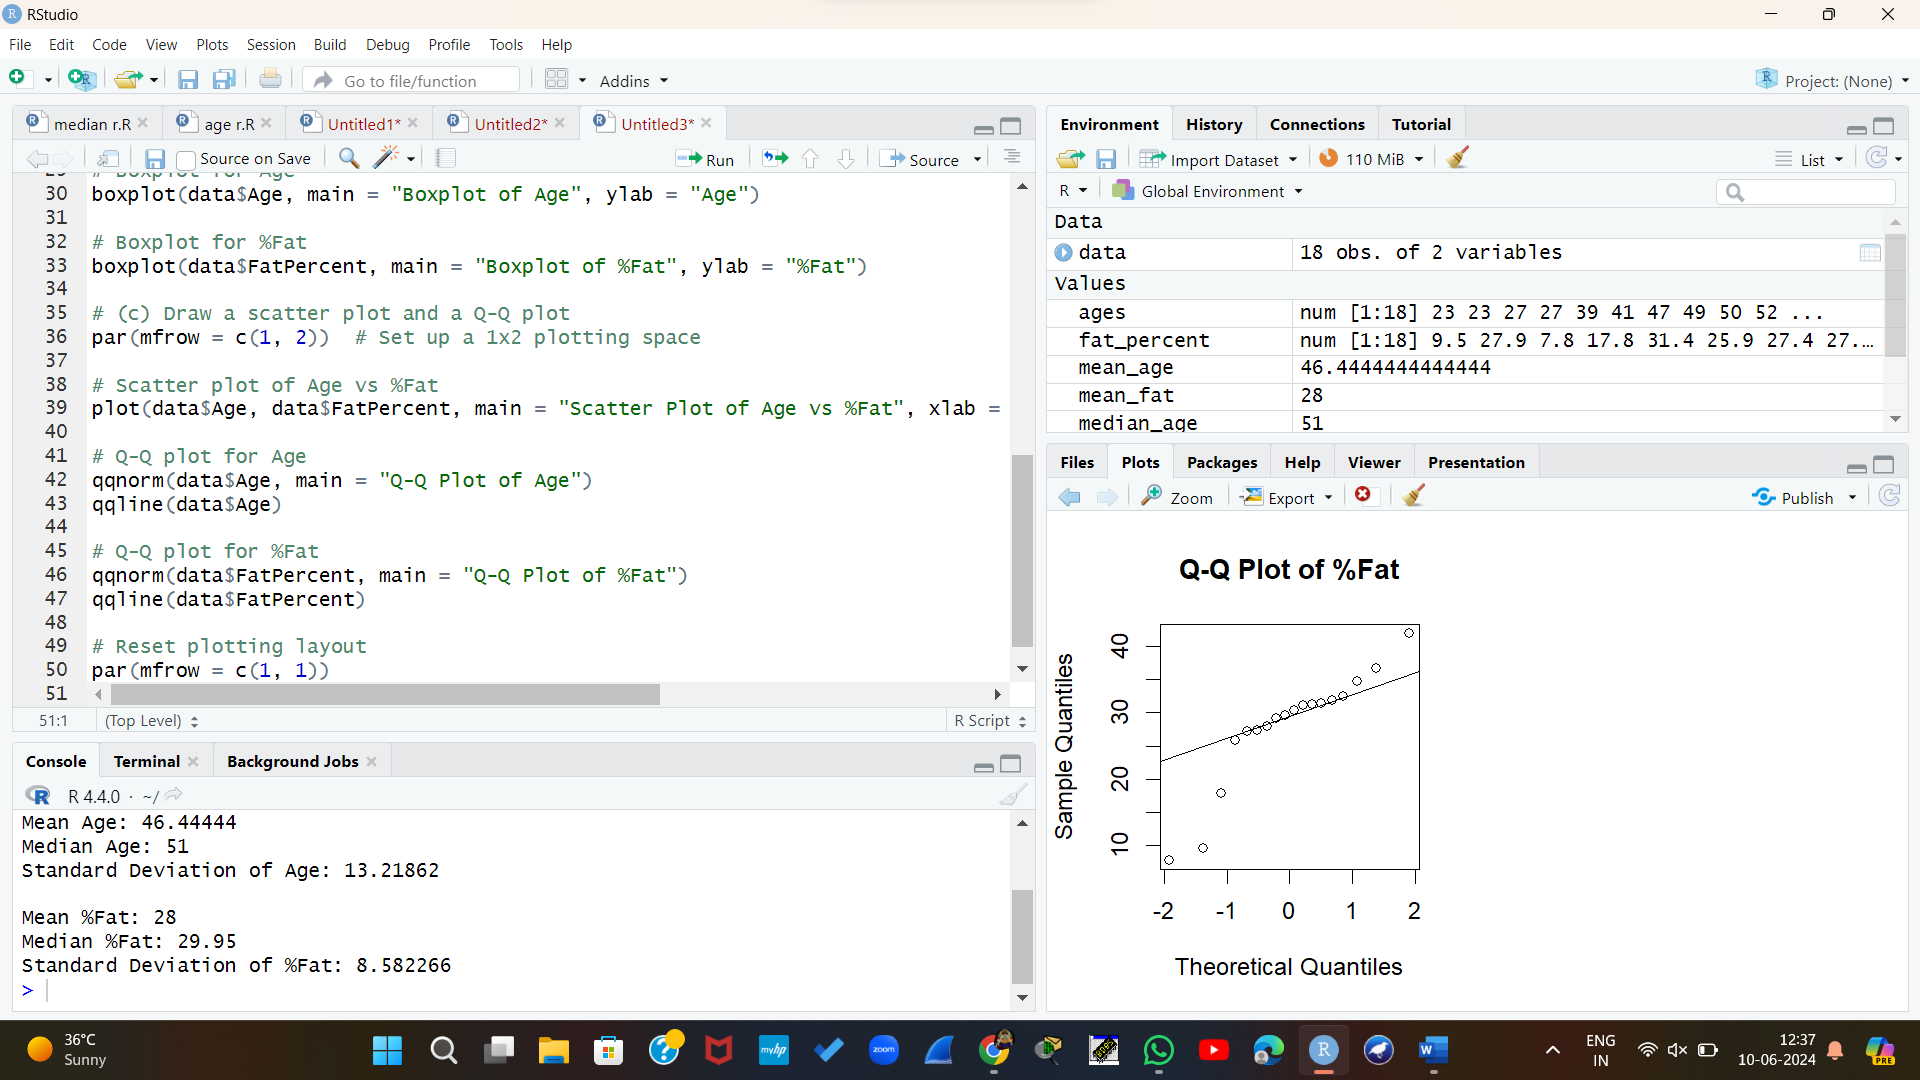 RStudio
File Edit Code View Plots Session Build Debug Profile Tools Help
Go to file/function Addins Project: (None)
median r.R age r.R Untitled1* Untitled2* Untitled3*
Source on Save Run Source
29 # Boxplot for Age
30 boxplot(data$Age, main = "Boxplot of Age", ylab = "Age")
31
32 # Boxplot for %Fat
33 boxplot(data$FatPercent, main = "Boxplot of %Fat", ylab = "%Fat")
34
35 # (c) Draw a scatter plot and a Q-Q plot
36 par(mfrow = c(1, 2))  # Set up a 1x2 plotting space
37
38 # Scatter plot of Age vs %Fat
39 plot(data$Age, data$FatPercent, main = "Scatter Plot of Age vs %Fat", xlab =
40
41 # Q-Q plot for Age
42 qqnorm(data$Age, main = "Q-Q Plot of Age")
43 qqline(data$Age)
44
45 # Q-Q plot for %Fat
46 qqnorm(data$FatPercent, main = "Q-Q Plot of %Fat")
47 qqline(data$FatPercent)
48
49 # Reset plotting layout
50 par(mfrow = c(1, 1))
51
51:1 (Top Level) R Script
Console Terminal Background Jobs
R R 4.4.0 · ~/
Mean Age: 46.44444
Median Age: 51
Standard Deviation of Age: 13.21862
Mean %Fat: 28
Median %Fat: 29.95
Standard Deviation of %Fat: 8.582266
>
Environment History Connections Tutorial
Import Dataset 110 MiB List
R Global Environment
Data
data 18 obs. of 2 variables
Values
ages num [1:18] 23 23 27 27 39 41 47 49 50 52 ...
fat_percent num [1:18] 9.5 27.9 7.8 17.8 31.4 25.9 27.4 27.…
mean_age 46.4444444444444
mean_fat 28
median_age 51
Files Plots Packages Help Viewer Presentation
Zoom Export Publish
Q-Q Plot of %Fat
Sample Quantiles
40
30
20
10
-2 -1 0 1 2
Theoretical Quantiles
36°C
Sunny
myhp
zoom
R
W
ENG
IN
12:37
10-06-2024
PRE